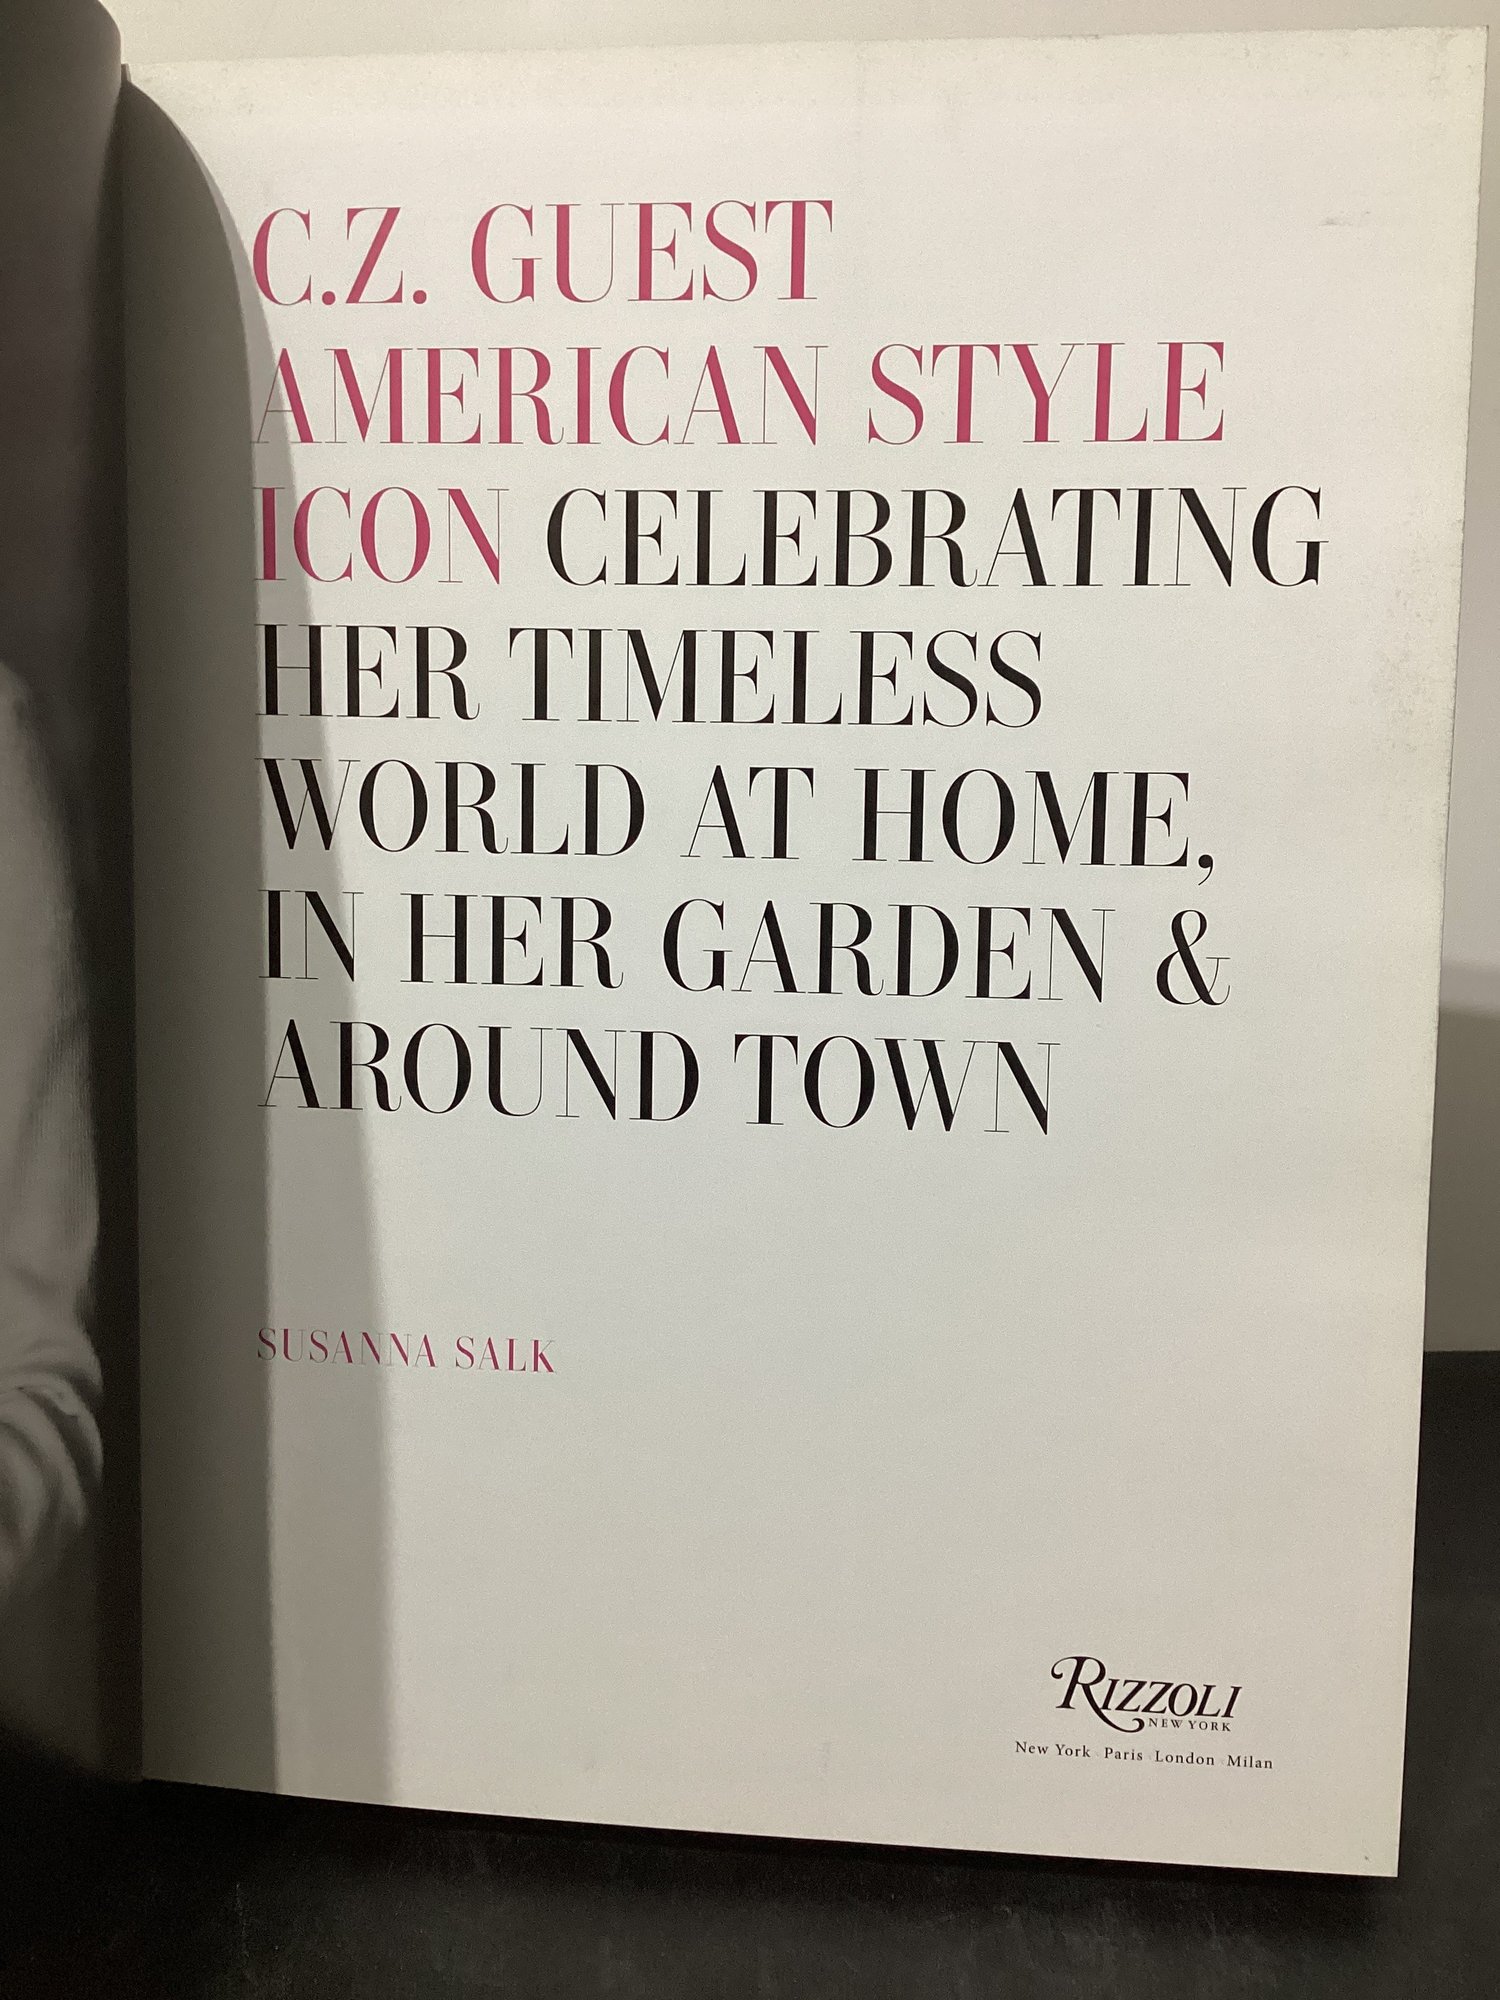 C.Z. GUEST
AMERICAN STYLE
ICON CELEBRATING
HER TIMELESS
WORLD AT HOME,
IN HER GARDEN &
AROUND TOWN
SUSANNA SALK
RIZZOLI
NEW YORK
New York Paris London Milan